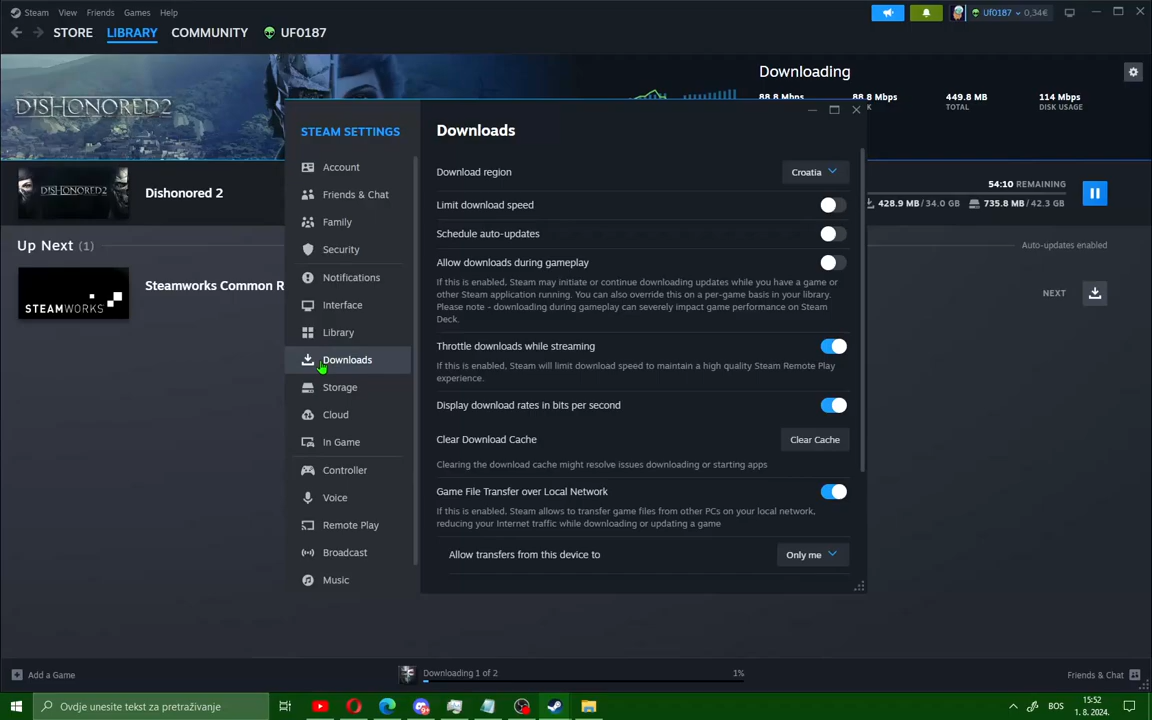 Steam View Friends Games Help
Uf0187 0,34€
STORE LIBRARY COMMUNITY UF0187
DISHONORED 2
Downloading
88.8 Mbps 88.8 Mbps 449.8 MB 114 Mbps
TOTAL DISK USAGE
STEAM SETTINGS
Account
Friends & Chat
Family
Security
Notifications
Interface
Library
Downloads
Storage
Cloud
In Game
Controller
Voice
Remote Play
Broadcast
Music
Downloads
Download region Croatia
Limit download speed
Schedule auto-updates
Allow downloads during gameplay
If this is enabled, Steam may initiate or continue downloading updates while you have a game or
other Steam application running. You can also override this on a per-game basis in your library.
Please note - downloading during gameplay can severely impact game performance on Steam
Deck.
Throttle downloads while streaming
If this is enabled, Steam will limit download speed to maintain a high quality Steam Remote Play
experience.
Display download rates in bits per second
Clear Download Cache Clear Cache
Clearing the download cache might resolve issues downloading or starting apps
Game File Transfer over Local Network
If this is enabled, Steam allows to transfer game files from other PCs on your local network,
reducing your Internet traffic while downloading or updating a game
Allow transfers from this device to Only me
DISHONORED 2
Dishonored 2
54:10 REMAINING
428.9 MB / 34.0 GB 735.8 MB / 42.3 GB
Up Next (1)
Auto-updates enabled
STEAMWORKS
Steamworks Common R
NEXT
Add a Game
Downloading 1 of 2 1%
Friends & Chat
Ovdje unesite tekst za pretraživanje
BOS
15:52
1. 8. 2024.